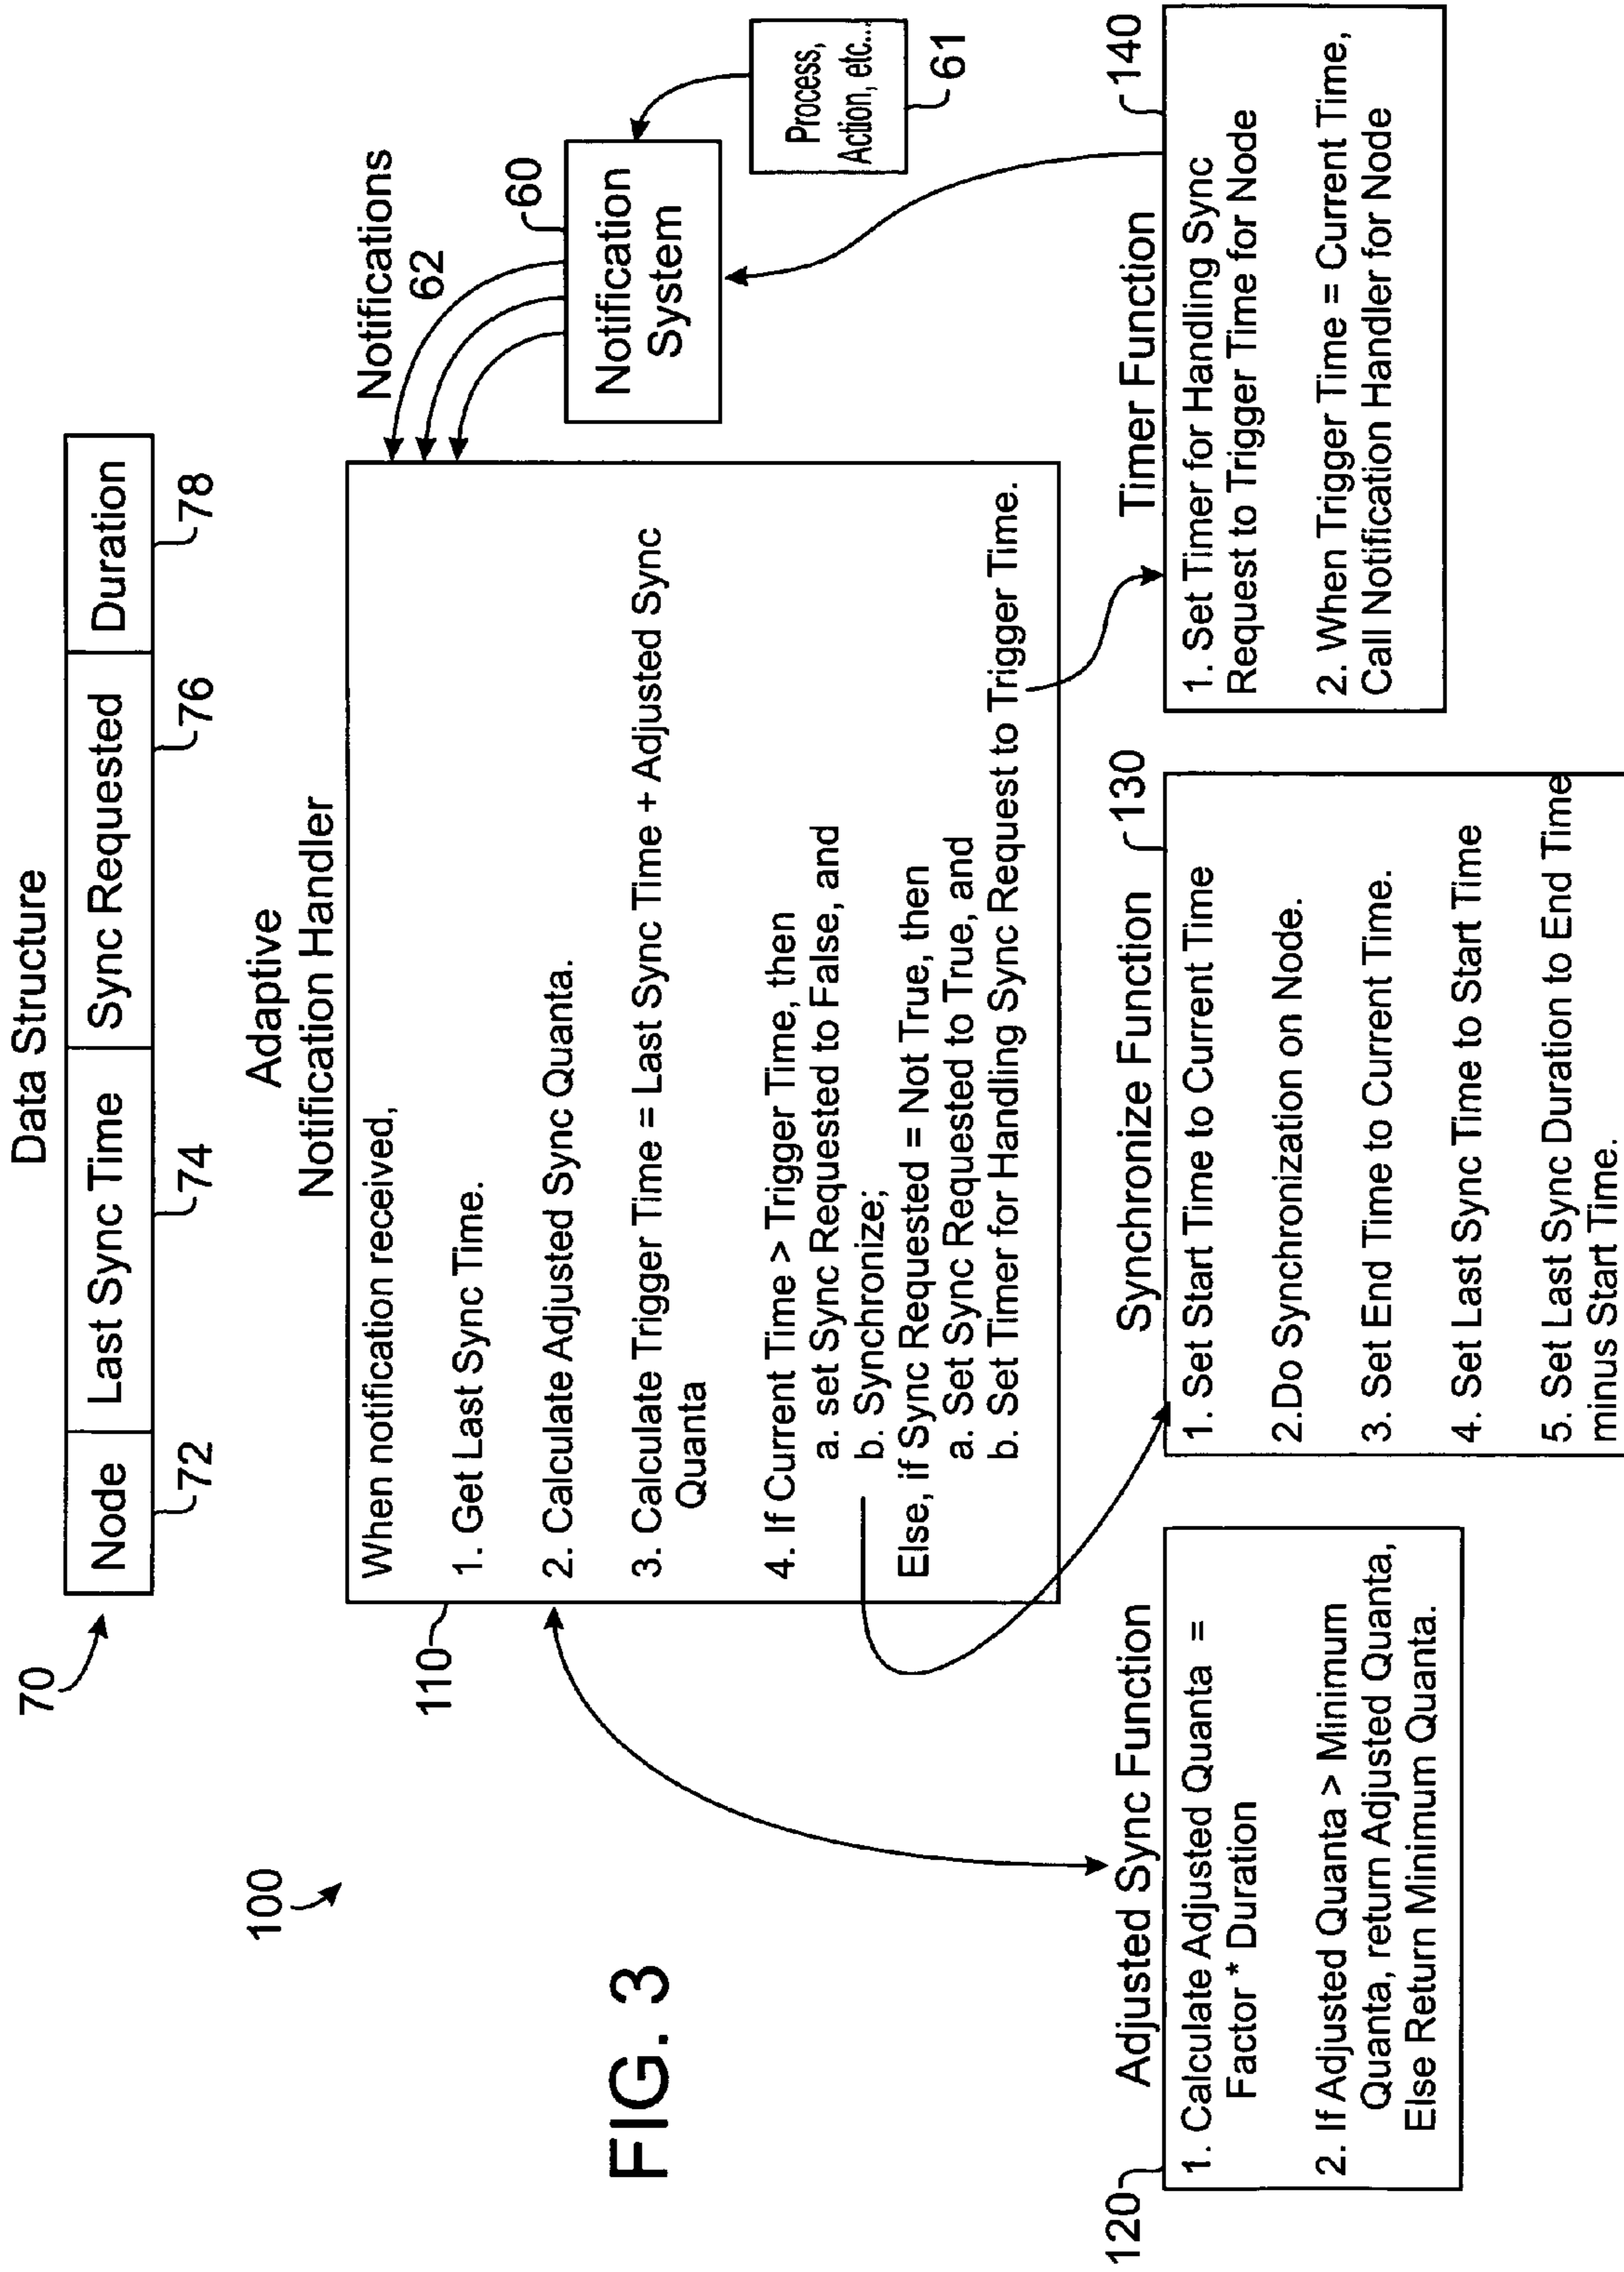 Data Structure
70
Node
Last Sync Time
Sync Requested
Duration
72
74
76
78
100
Adaptive
Notification Handler
110
When notification received,
1. Get Last Sync Time.
2. Calculate Adjusted Sync Quanta.
3. Calculate Trigger Time = Last Sync Time + Adjusted Sync
Quanta
4. If Current Time > Trigger Time, then
a. set Sync Requested to False, and
b. Synchronize;
Else, if Sync Requested = Not True, then
a. Set Sync Requested to True, and
b. Set Timer for Handling Sync Request to Trigger Time.
Notifications
62
60
Notification
System
Process,
Action, etc...
61
FIG. 3
Adjusted Sync Function
120
1. Calculate Adjusted Quanta =
Factor * Duration
2. If Adjusted Quanta > Minimum
Quanta, return Adjusted Quanta,
Else Return Minimum Quanta.
Synchronize Function
130
1. Set Start Time to Current Time
2.Do Synchronization on Node.
3. Set End Time to Current Time.
4. Set Last Sync Time to Start Time
5. Set Last Sync Duration to End Time
minus Start Time.
Timer Function
140
1. Set Timer for Handling Sync
Request to Trigger Time for Node
2. When Trigger Time = Current Time,
Call Notification Handler for Node